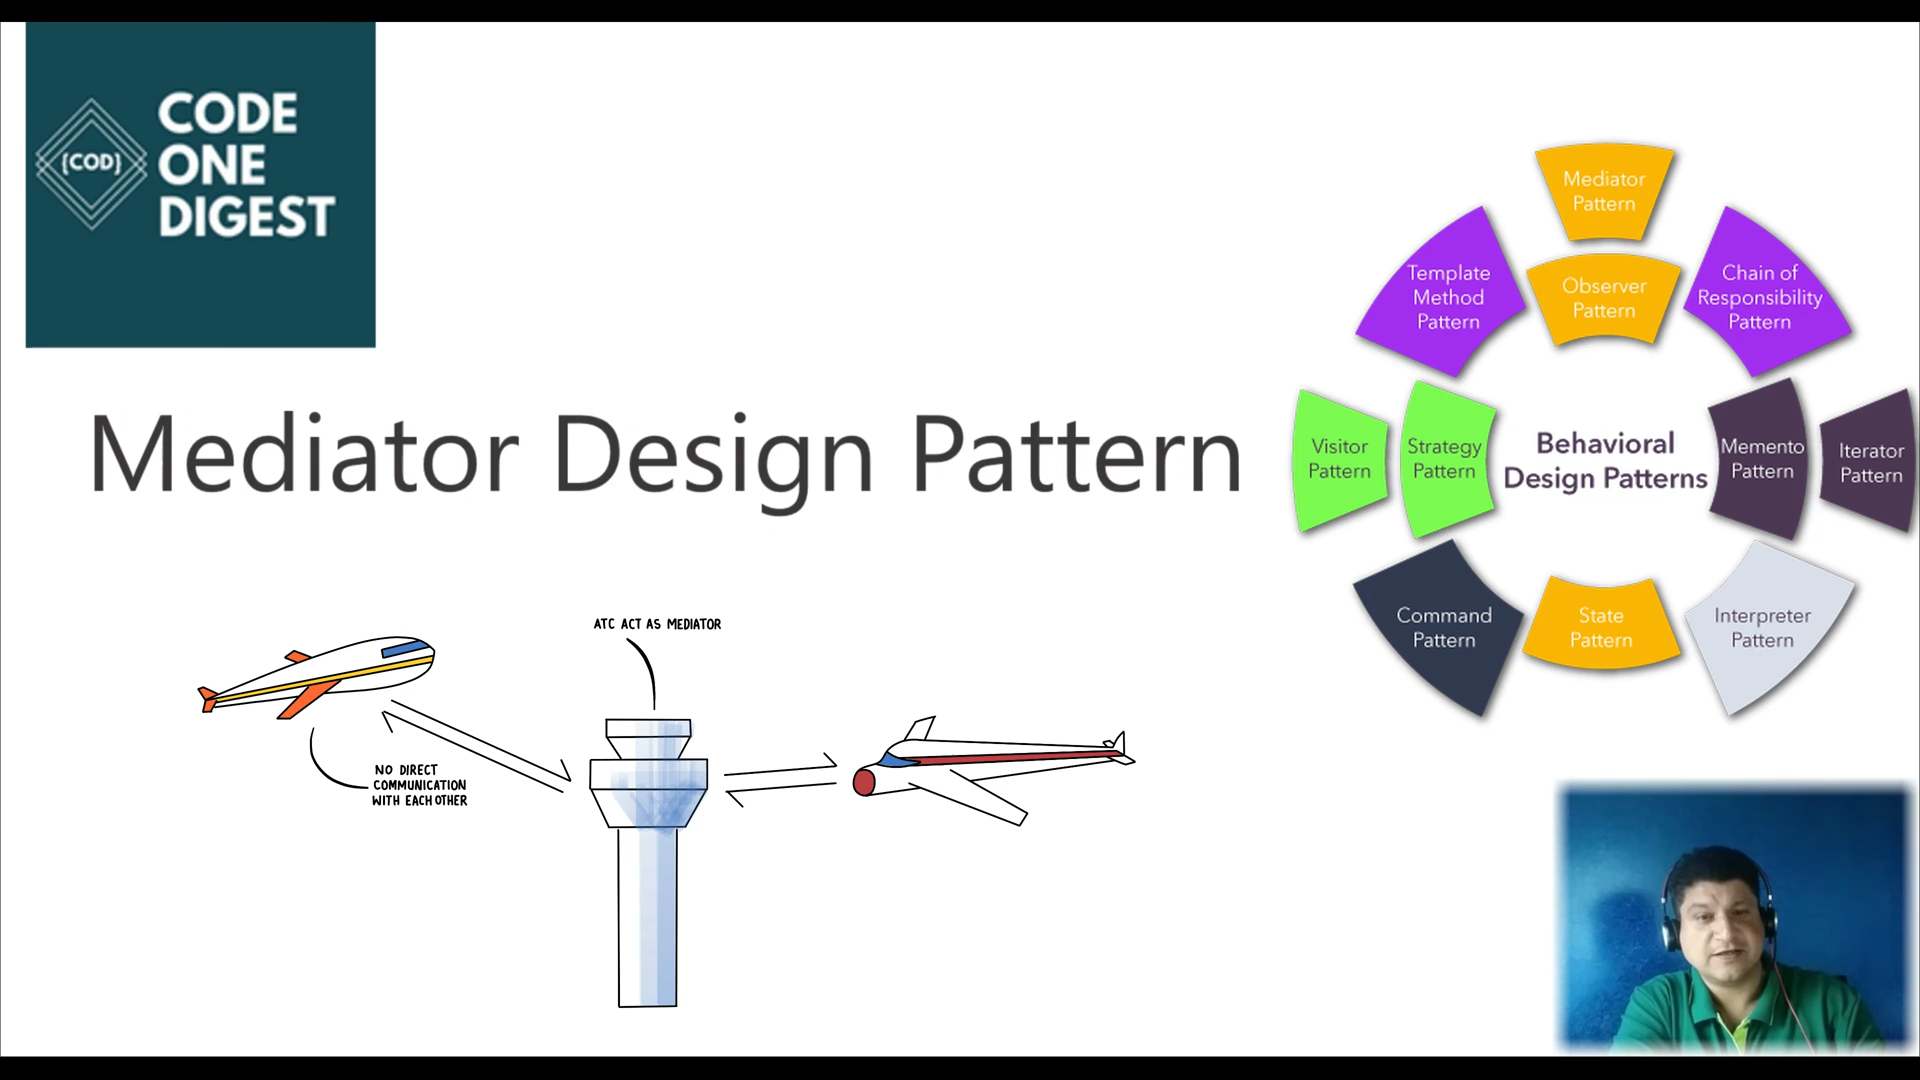 {COD}
CODE
ONE
DIGEST
Mediator Design Pattern
ATC ACT AS MEDIATOR
NO DIRECT
COMMUNICATION
WITH EACH OTHER
Mediator
Pattern
Observer
Pattern
Template
Method
Pattern
Chain of
Responsibility
Pattern
Visitor
Pattern
Strategy
Pattern
Behavioral
Design Patterns
Memento
Pattern
Iterator
Pattern
Command
Pattern
State
Pattern
Interpreter
Pattern